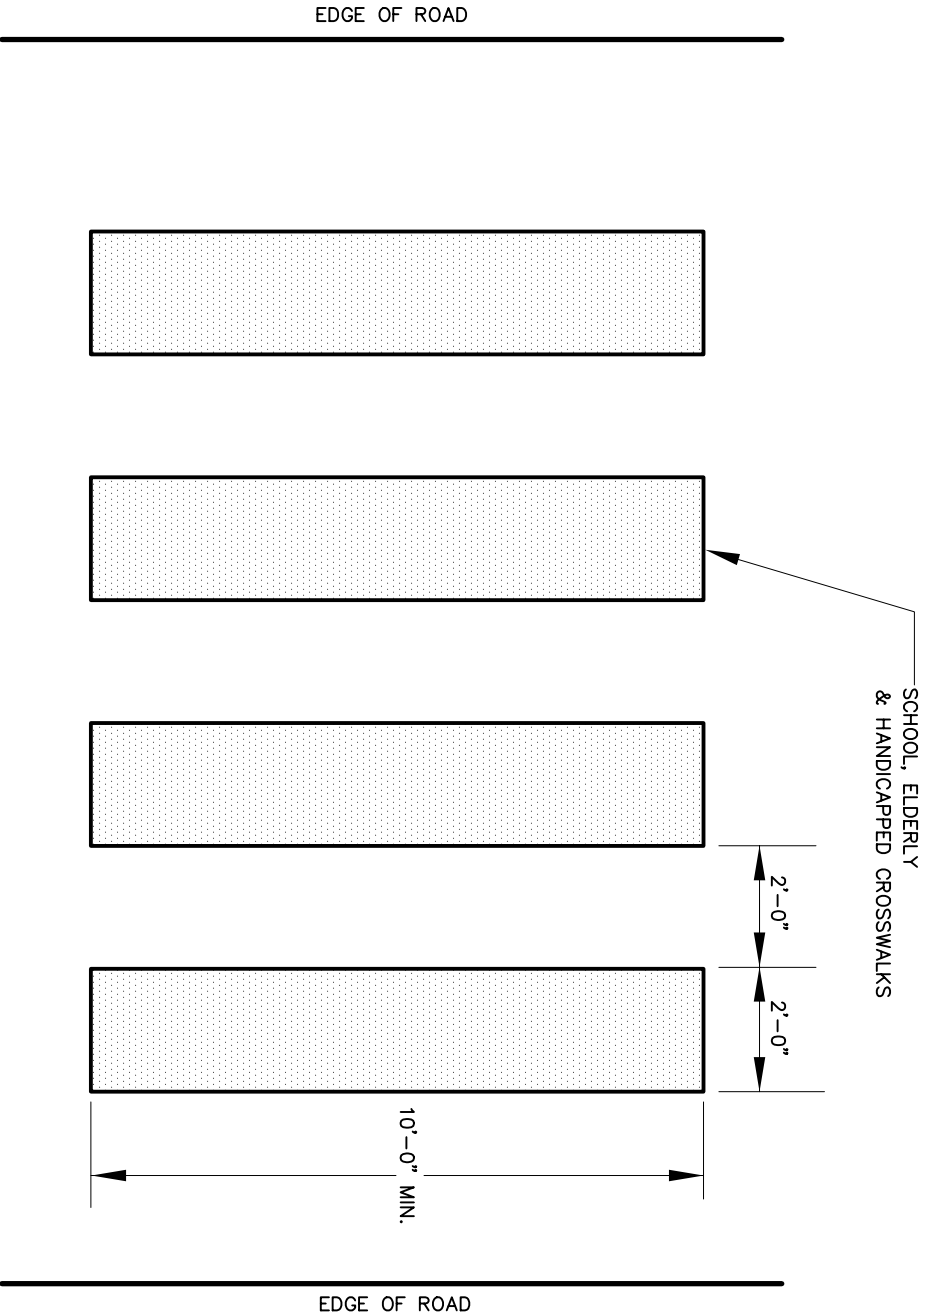 EDGE OF ROAD
SCHOOL, ELDERLY
& HANDICAPPED CROSSWALKS
2'-0"
2'-0"
10'-0" MIN.
EDGE OF ROAD